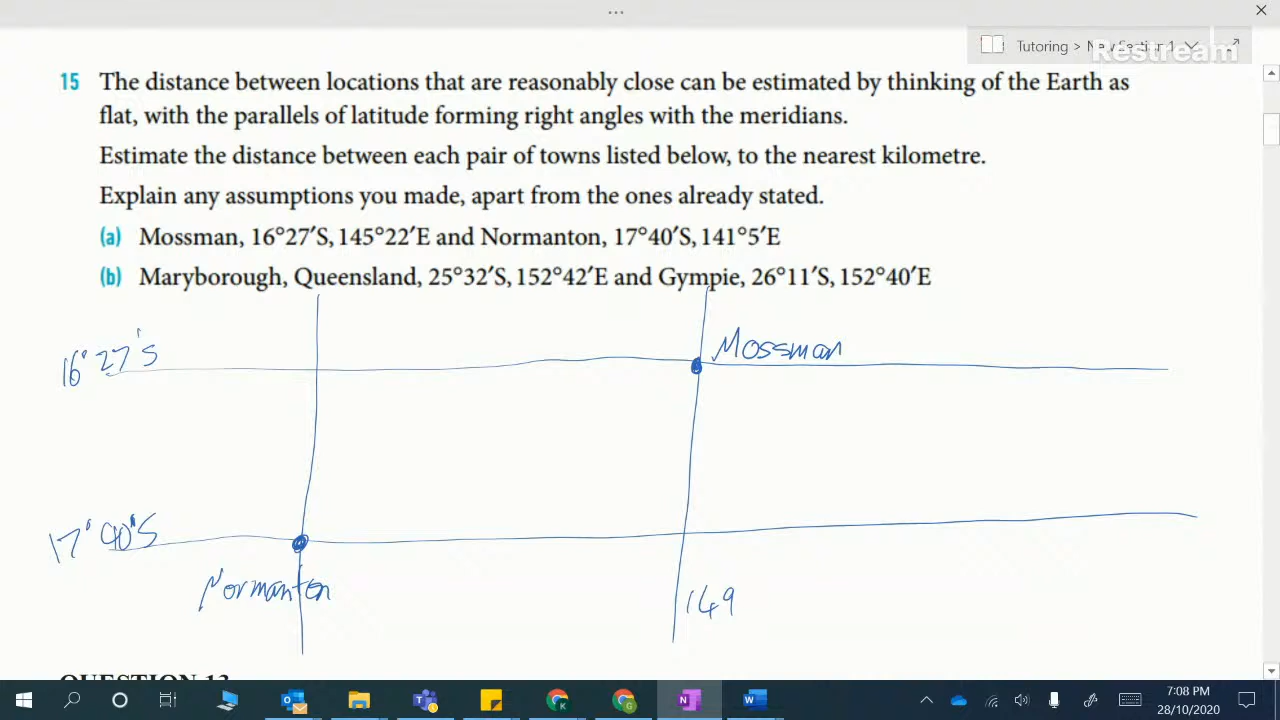 Tutoring > New Section 1
Restream
15 The distance between locations that are reasonably close can be estimated by thinking of the Earth as
flat, with the parallels of latitude forming right angles with the meridians.
Estimate the distance between each pair of towns listed below, to the nearest kilometre.
Explain any assumptions you made, apart from the ones already stated.
(a) Mossman, 16°27′S, 145°22′E and Normanton, 17°40′S, 141°5′E
(b) Maryborough, Queensland, 25°32′S, 152°42′E and Gympie, 26°11′S, 152°40′E
16°27'S
Mossman
17°40'S
Normanton
149
QUESTION 13
7:08 PM
28/10/2020